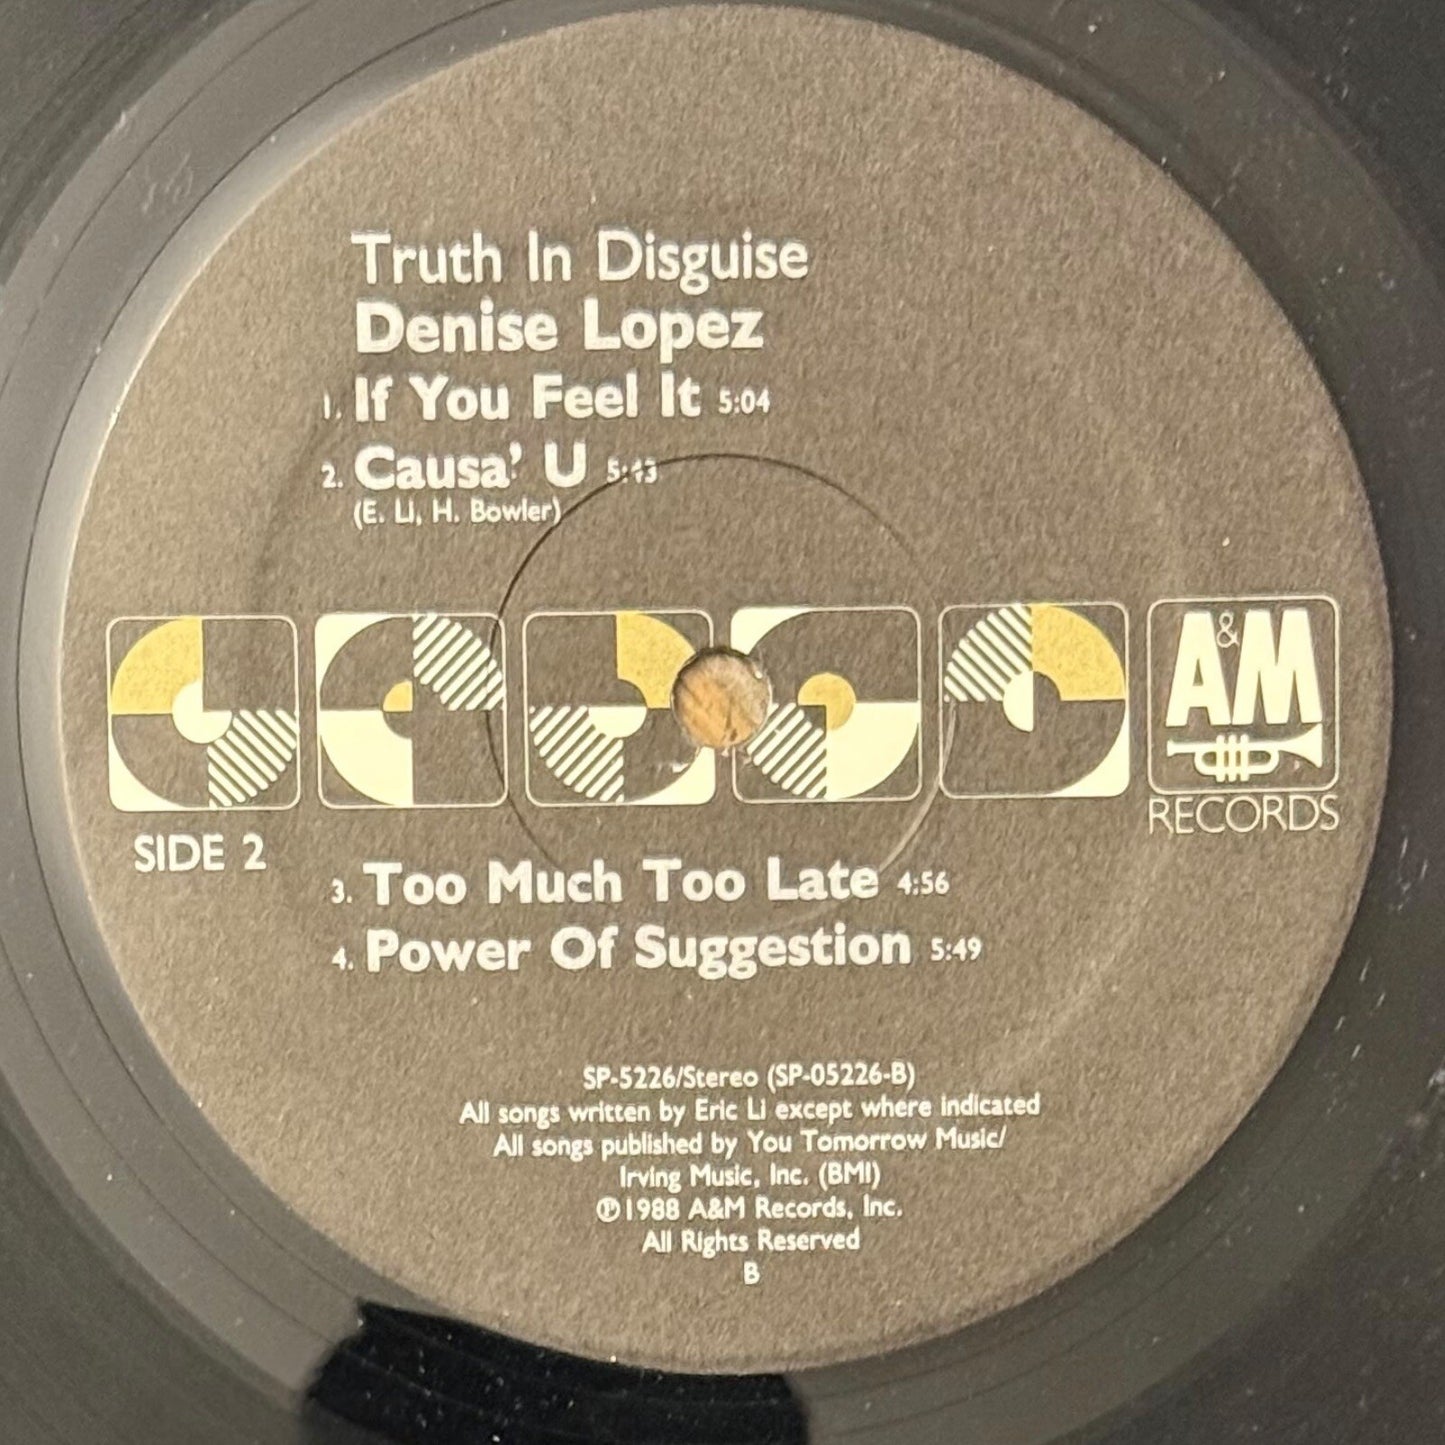 Truth In Disguise
Denise Lopez
1. If You Feel It 5:04
2. Causa' U 5:43
(E. Li, H. Bowler)
A&M
RECORDS
SIDE 2
3. Too Much Too Late 4:56
4. Power Of Suggestion 5:49
SP-5226/Stereo (SP-05226-B)
All songs written by Eric Li except where indicated
All songs published by You Tomorrow Music/
Irving Music, Inc. (BMI)
℗1988 A&M Records, Inc.
All Rights Reserved
B